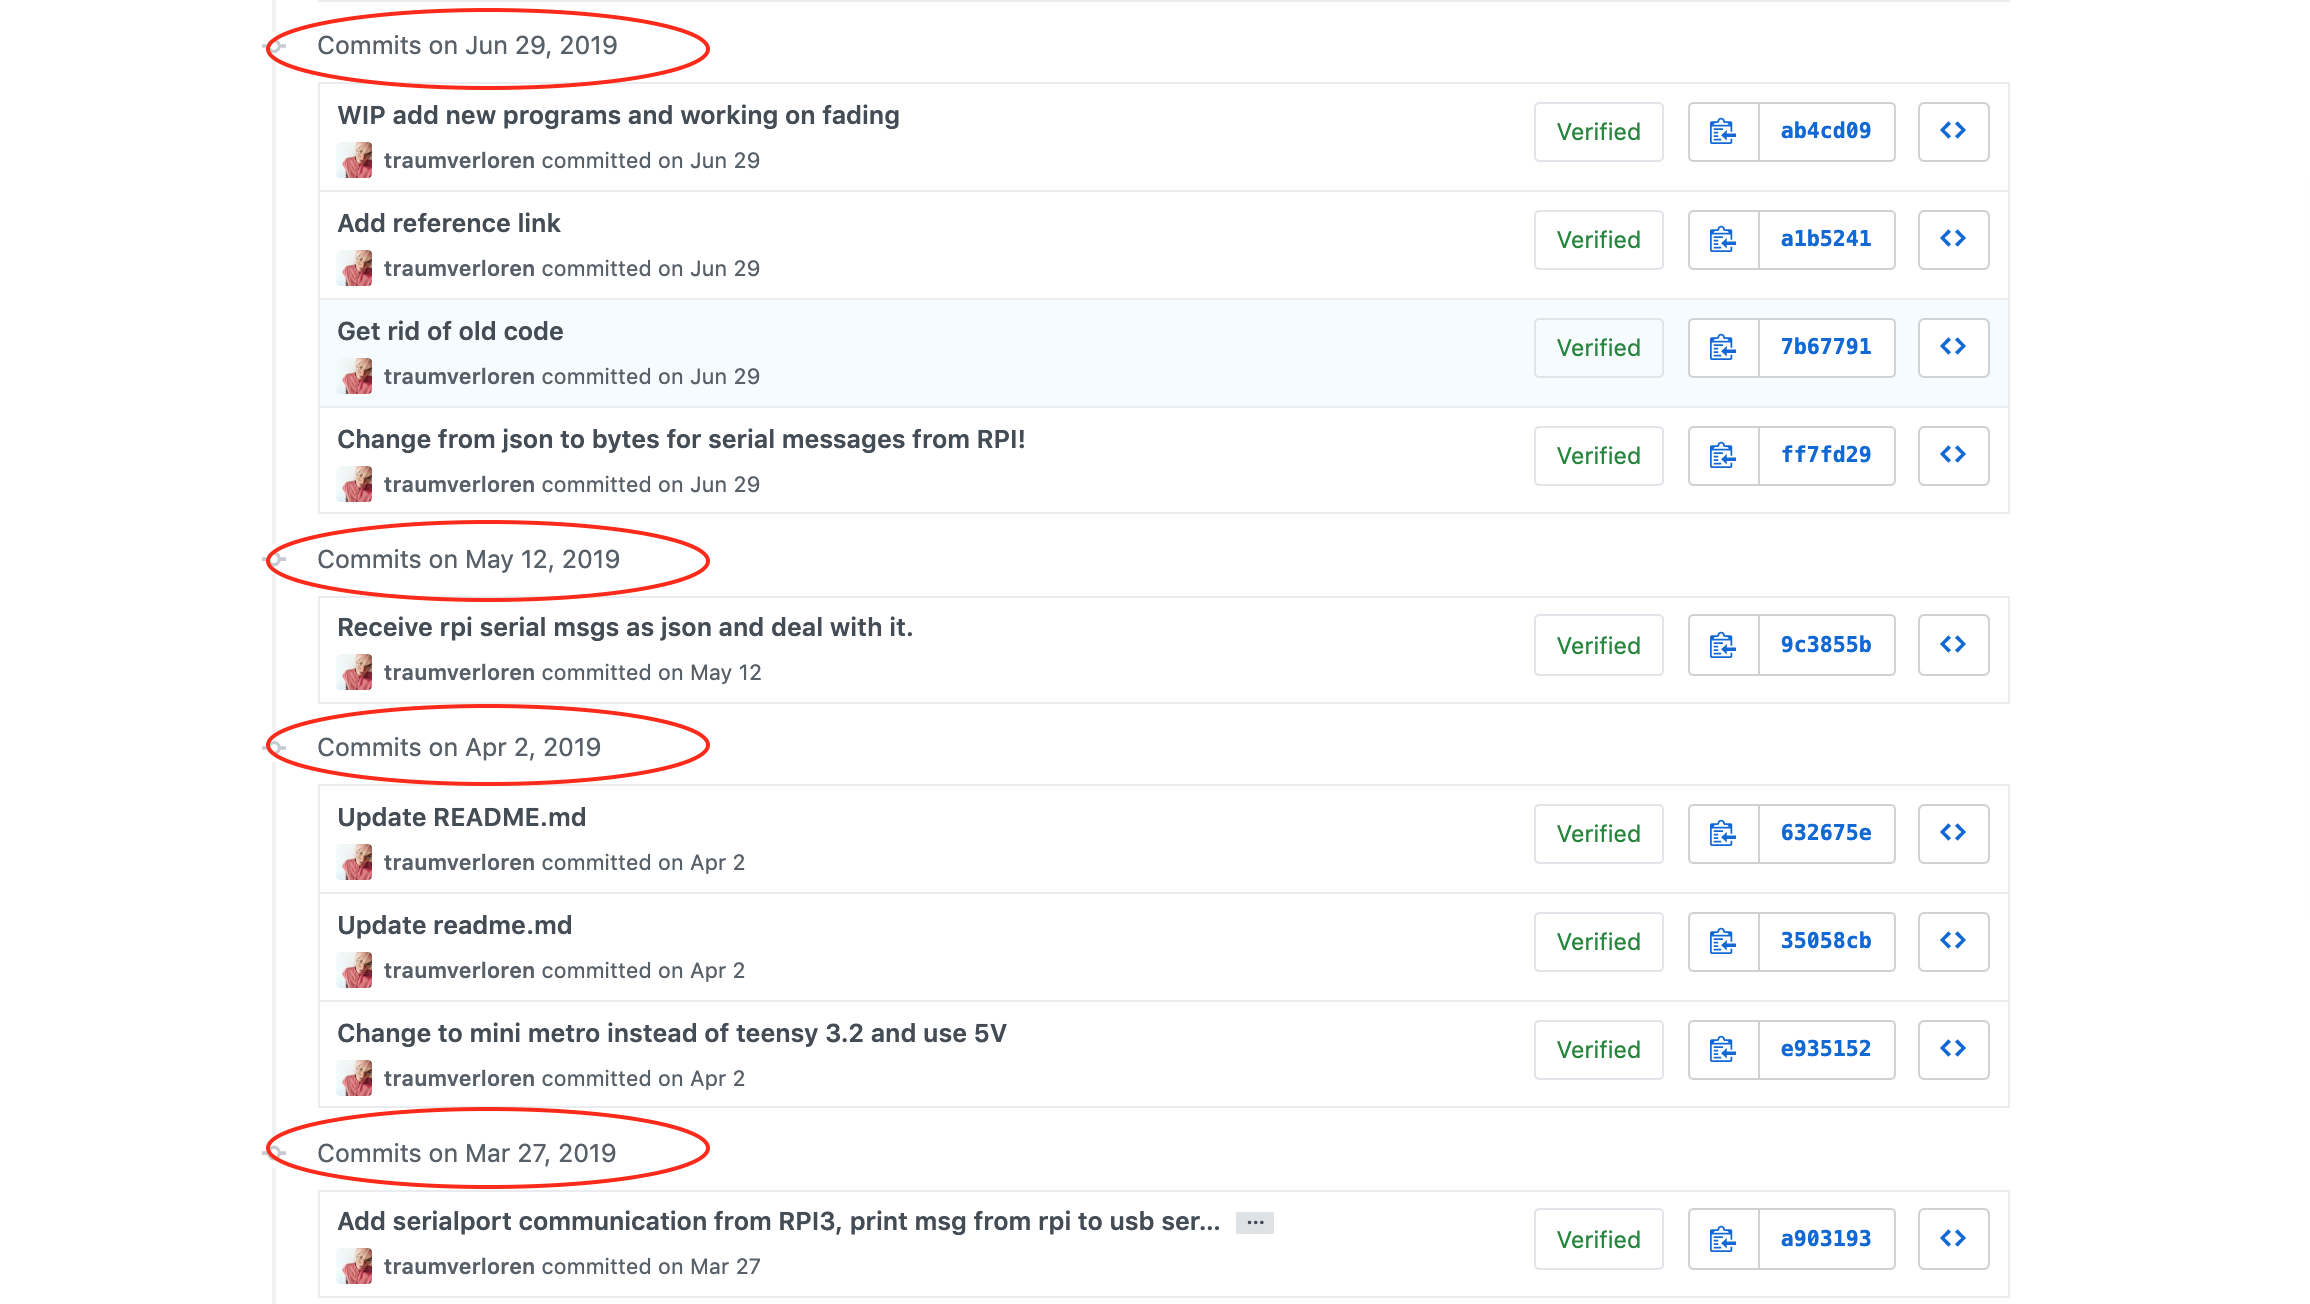 Commits on Jun 29, 2019
WIP add new programs and working on fading
traumverloren committed on Jun 29
Verified
ab4cd09
Add reference link
traumverloren committed on Jun 29
Verified
a1b5241
Get rid of old code
traumverloren committed on Jun 29
Verified
7b67791
Change from json to bytes for serial messages from RPI!
traumverloren committed on Jun 29
Verified
ff7fd29
Commits on May 12, 2019
Receive rpi serial msgs as json and deal with it.
traumverloren committed on May 12
Verified
9c3855b
Commits on Apr 2, 2019
Update README.md
traumverloren committed on Apr 2
Verified
632675e
Update readme.md
traumverloren committed on Apr 2
Verified
35058cb
Change to mini metro instead of teensy 3.2 and use 5V
traumverloren committed on Apr 2
Verified
e935152
Commits on Mar 27, 2019
Add serialport communication from RPI3, print msg from rpi to usb ser... …
traumverloren committed on Mar 27
Verified
a903193